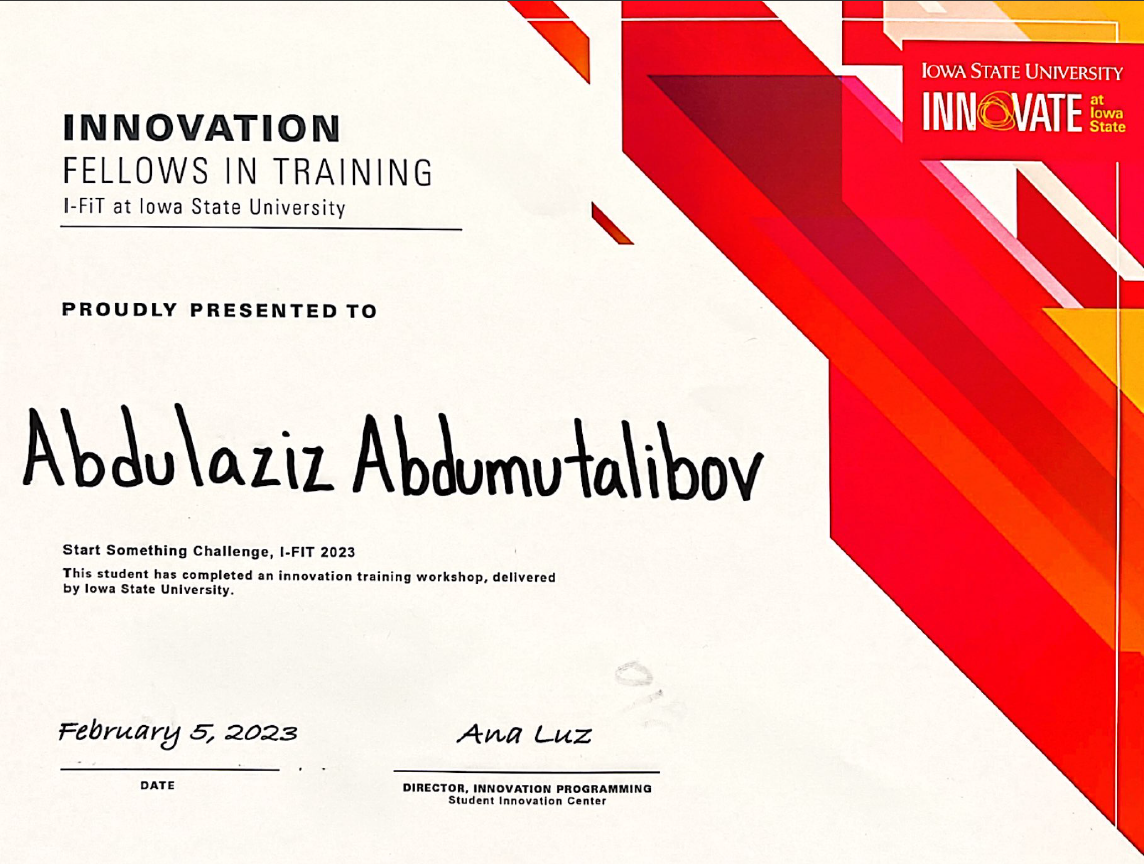 IOWA STATE UNIVERSITY
INNOVATE at Iowa State
INNOVATION
FELLOWS IN TRAINING
I-FiT at Iowa State University
PROUDLY PRESENTED TO
Abdulaziz Abdumutalibov
Start Something Challenge, I-FIT 2023
This student has completed an innovation training workshop, delivered
by Iowa State University.
February 5, 2023
Ana Luz
DATE
DIRECTOR, INNOVATION PROGRAMMING
Student Innovation Center